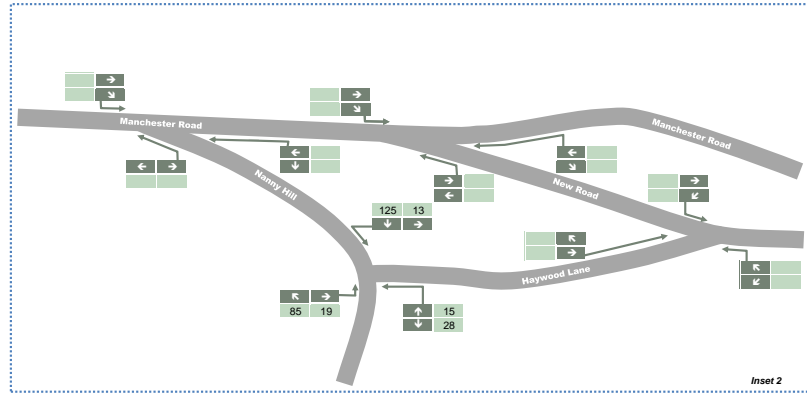 Manchester Road
Manchester Road
Nanny Hill
New Road
125 13
Haywood Lane
85 19
15
28
Inset 2